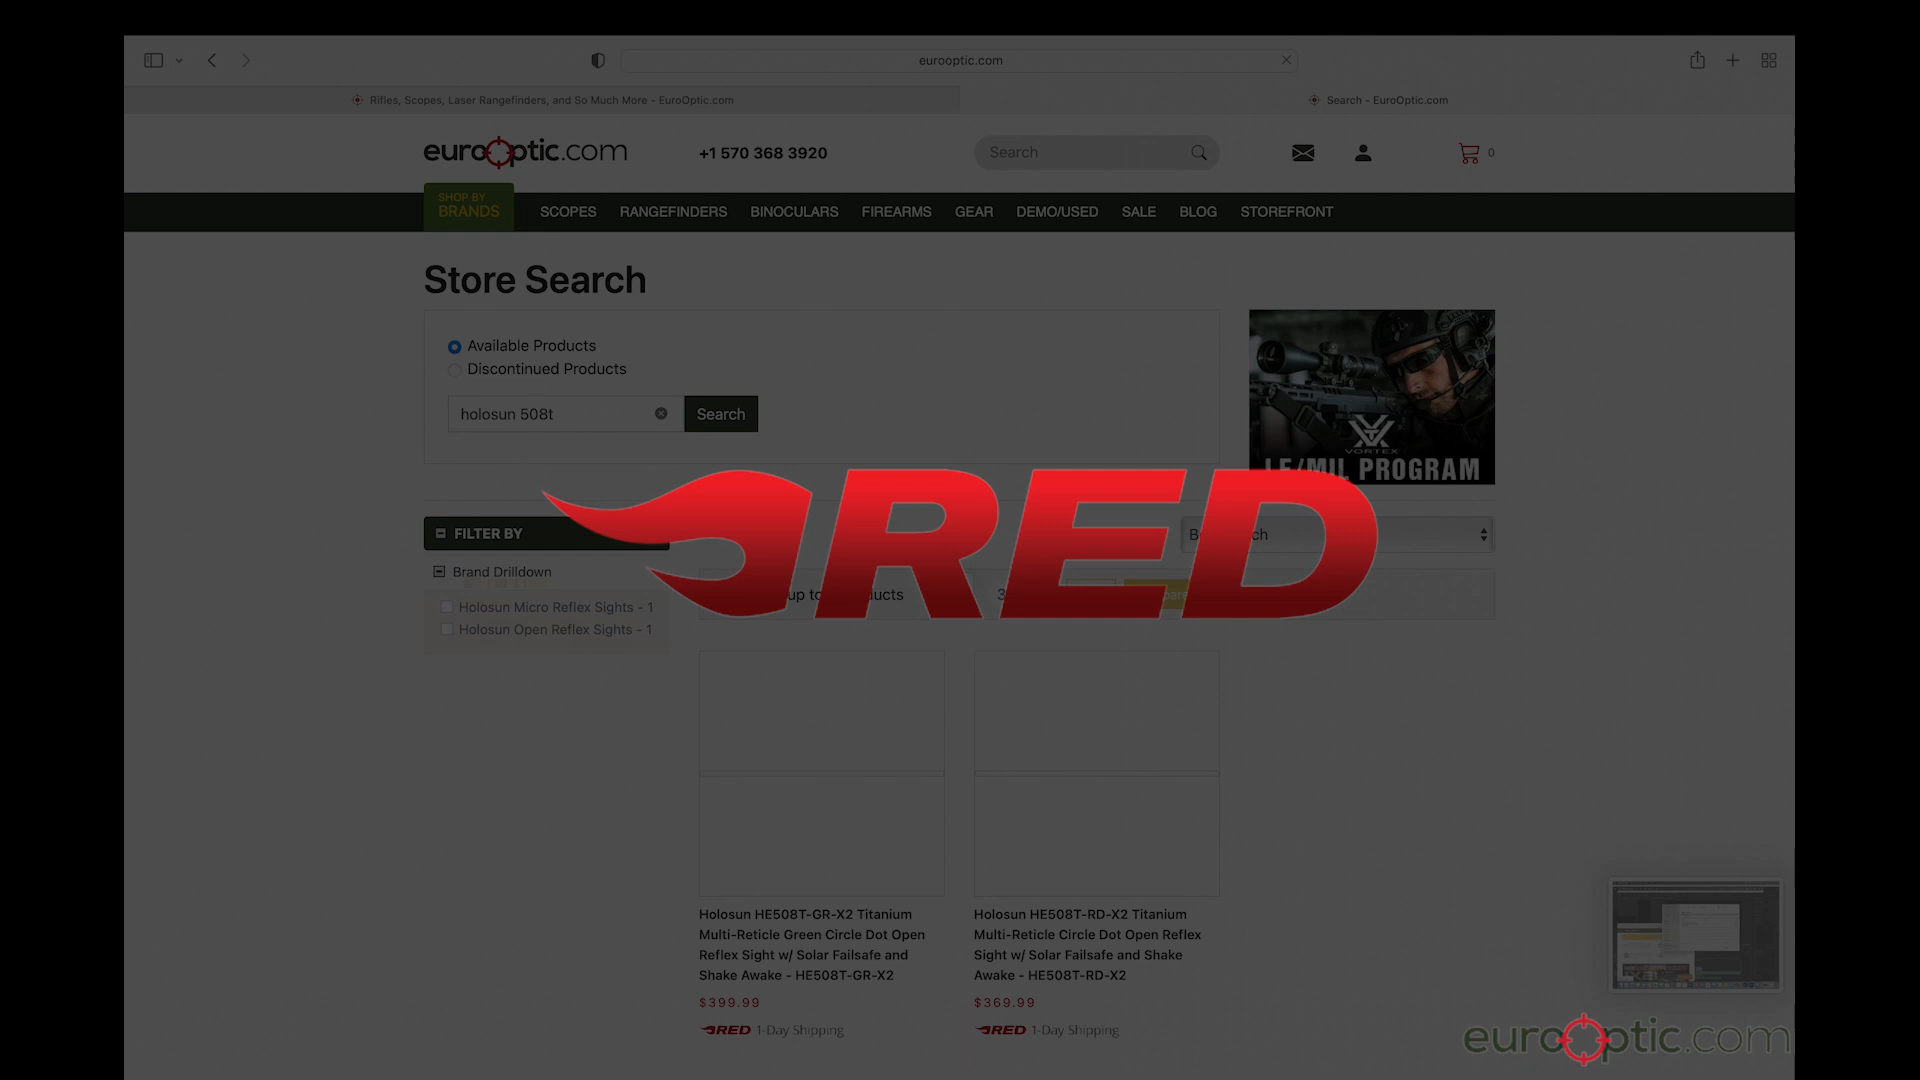 eurooptic.com
Rifles, Scopes, Laser Rangefinders, and So Much More - EuroOptic.com
Search - EuroOptic.com
eurooptic.com
+1 570 368 3920
Search
0
SHOP BY
BRANDS
SCOPES
RANGEFINDERS
BINOCULARS
FIREARMS
GEAR
DEMO/USED
SALE
BLOG
STOREFRONT
Store Search
Available Products
Discontinued Products
holosun 508t
Search
VORTEX
LE/MIL PROGRAM
RED
FILTER BY
Brand Drilldown
Holosun Micro Reflex Sights - 1
Holosun Open Reflex Sights - 1
up to
Holosun HE508T-GR-X2 Titanium
Multi-Reticle Green Circle Dot Open
Reflex Sight w/ Solar Failsafe and
Shake Awake - HE508T-GR-X2
$399.99
RED 1-Day Shipping
Holosun HE508T-RD-X2 Titanium
Multi-Reticle Circle Dot Open Reflex
Sight w/ Solar Failsafe and Shake
Awake - HE508T-RD-X2
$369.99
RED 1-Day Shipping
eurooptic.com